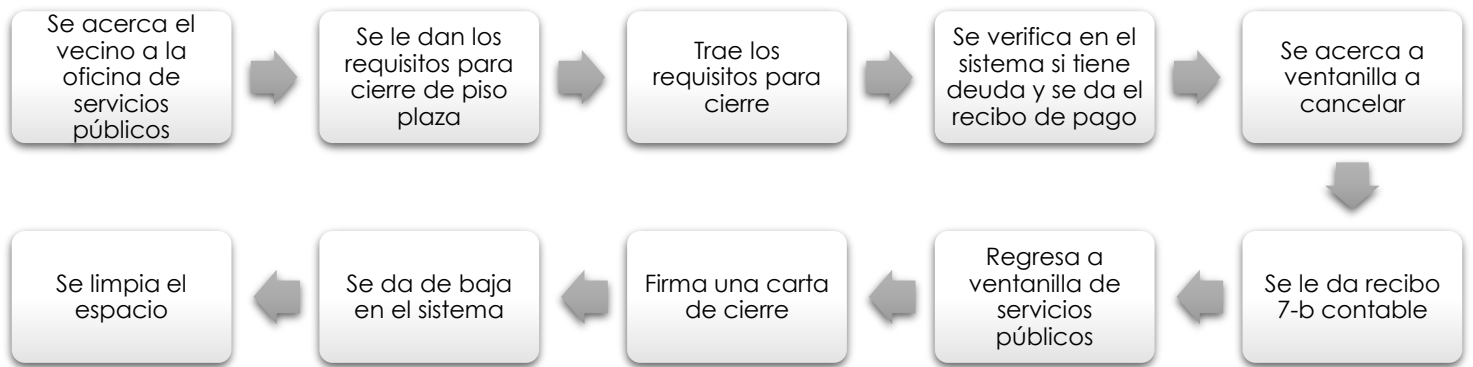 Se acerca el
vecino a la
oficina de
servicios
públicos
Se le dan los
requisitos para
cierre de piso
plaza
Trae los
requisitos para
cierre
Se verifica en el
sistema si tiene
deuda y se da el
recibo de pago
Se acerca a
ventanilla a
cancelar
Se le da recibo
7-b contable
Regresa a
ventanilla de
servicios
públicos
Firma una carta
de cierre
Se da de baja
en el sistema
Se limpia el
espacio